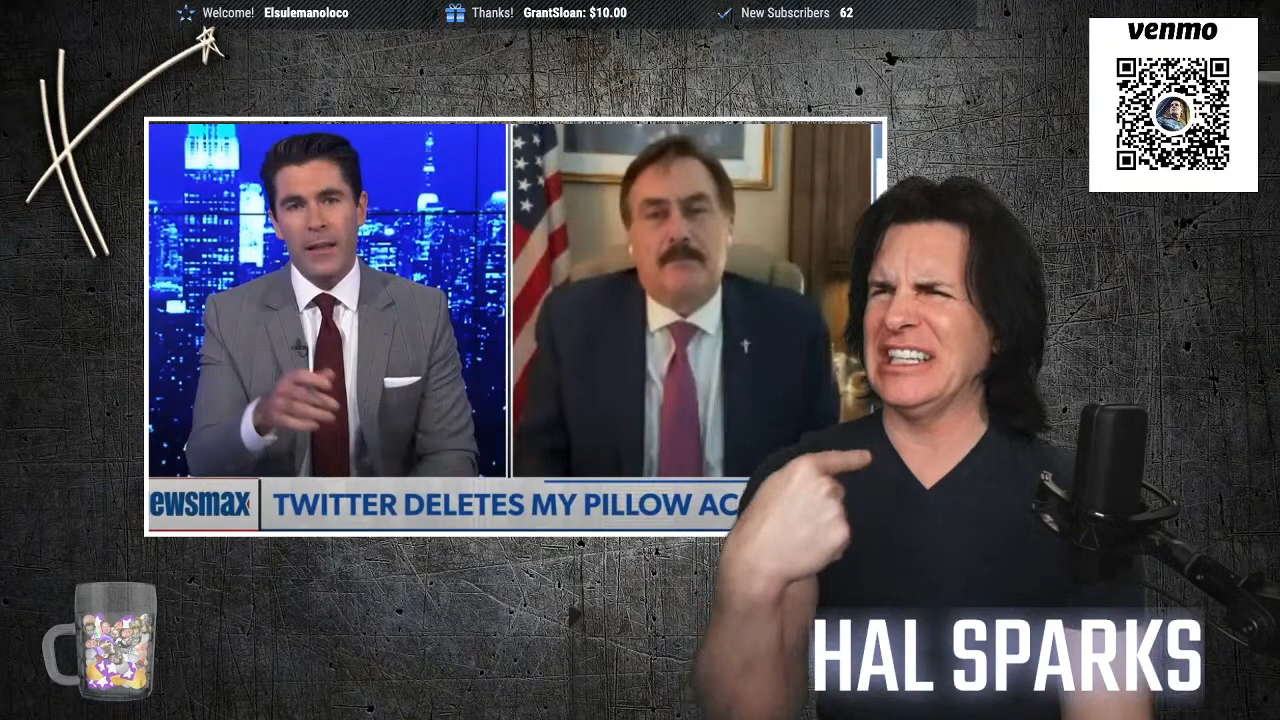 Welcome! Elsulemanoloco
Thanks! GrantSloan: $10.00
New Subscribers 62
venmo
ewsmax
TWITTER DELETES MY PILLOW AC
HAL SPARKS